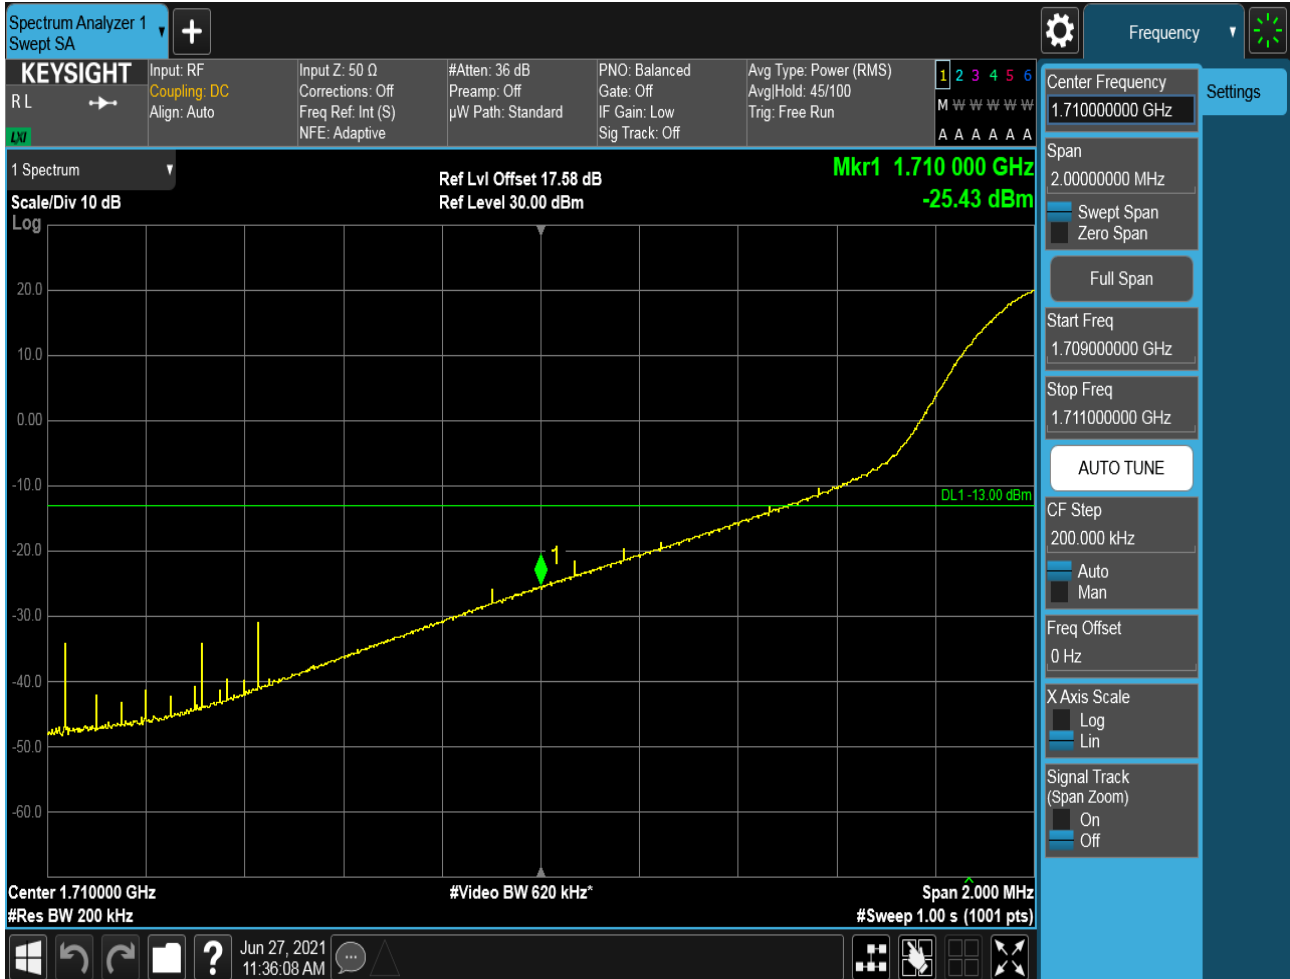 Spectrum Analyzer 1
Swept SA
Frequency
KEYSIGHT
R L
LXI
Input: RF
Coupling: DC
Align: Auto
Input Z: 50 Ω
Corrections: Off
Freq Ref: Int (S)
NFE: Adaptive
#Atten: 36 dB
Preamp: Off
µW Path: Standard
PNO: Balanced
Gate: Off
IF Gain: Low
Sig Track: Off
Avg Type: Power (RMS)
Avg|Hold: 45/100
Trig: Free Run
1 2 3 4 5 6
M W W W W W
A A A A A A
Center Frequency
1.710000000 GHz
Settings
Span
2.00000000 MHz
Swept Span
Zero Span
Full Span
Start Freq
1.709000000 GHz
Stop Freq
1.711000000 GHz
AUTO TUNE
CF Step
200.000 kHz
Auto
Man
Freq Offset
0 Hz
X Axis Scale
Log
Lin
Signal Track
(Span Zoom)
On
Off
1 Spectrum
Scale/Div 10 dB
Log
Ref Lvl Offset 17.58 dB
Ref Level 30.00 dBm
Mkr1 1.710 000 GHz
-25.43 dBm
20.0
10.0
0.00
-10.0
DL1 -13.00 dBm
-20.0
1
-30.0
-40.0
-50.0
-60.0
Center 1.710000 GHz
#Video BW 620 kHz*
Span 2.000 MHz
#Res BW 200 kHz
#Sweep 1.00 s (1001 pts)
?
Jun 27, 2021
11:36:08 AM